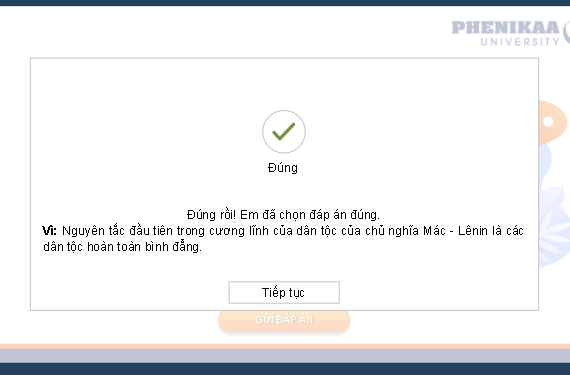 PHENIKAA
UNIVERSITY
Đúng
Đúng rồi! Em đã chọn đáp án đúng.
Vì: Nguyên tắc đầu tiên trong cương lĩnh của dân tộc của chủ nghĩa Mác - Lênin là các
dân tộc hoàn toàn bình đẳng.
Tiếp tục
GỬI ĐÁP ÁN